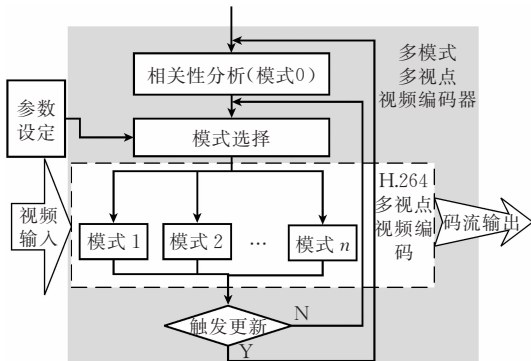 多模式
多视点
视频编码器
相关性分析(模式0)
参数
设定
模式选择
视频
输入
H.264
多视点
视频编
码
码流输出
模式 1
模式 2
…
模式 n
触发更新
N
Y